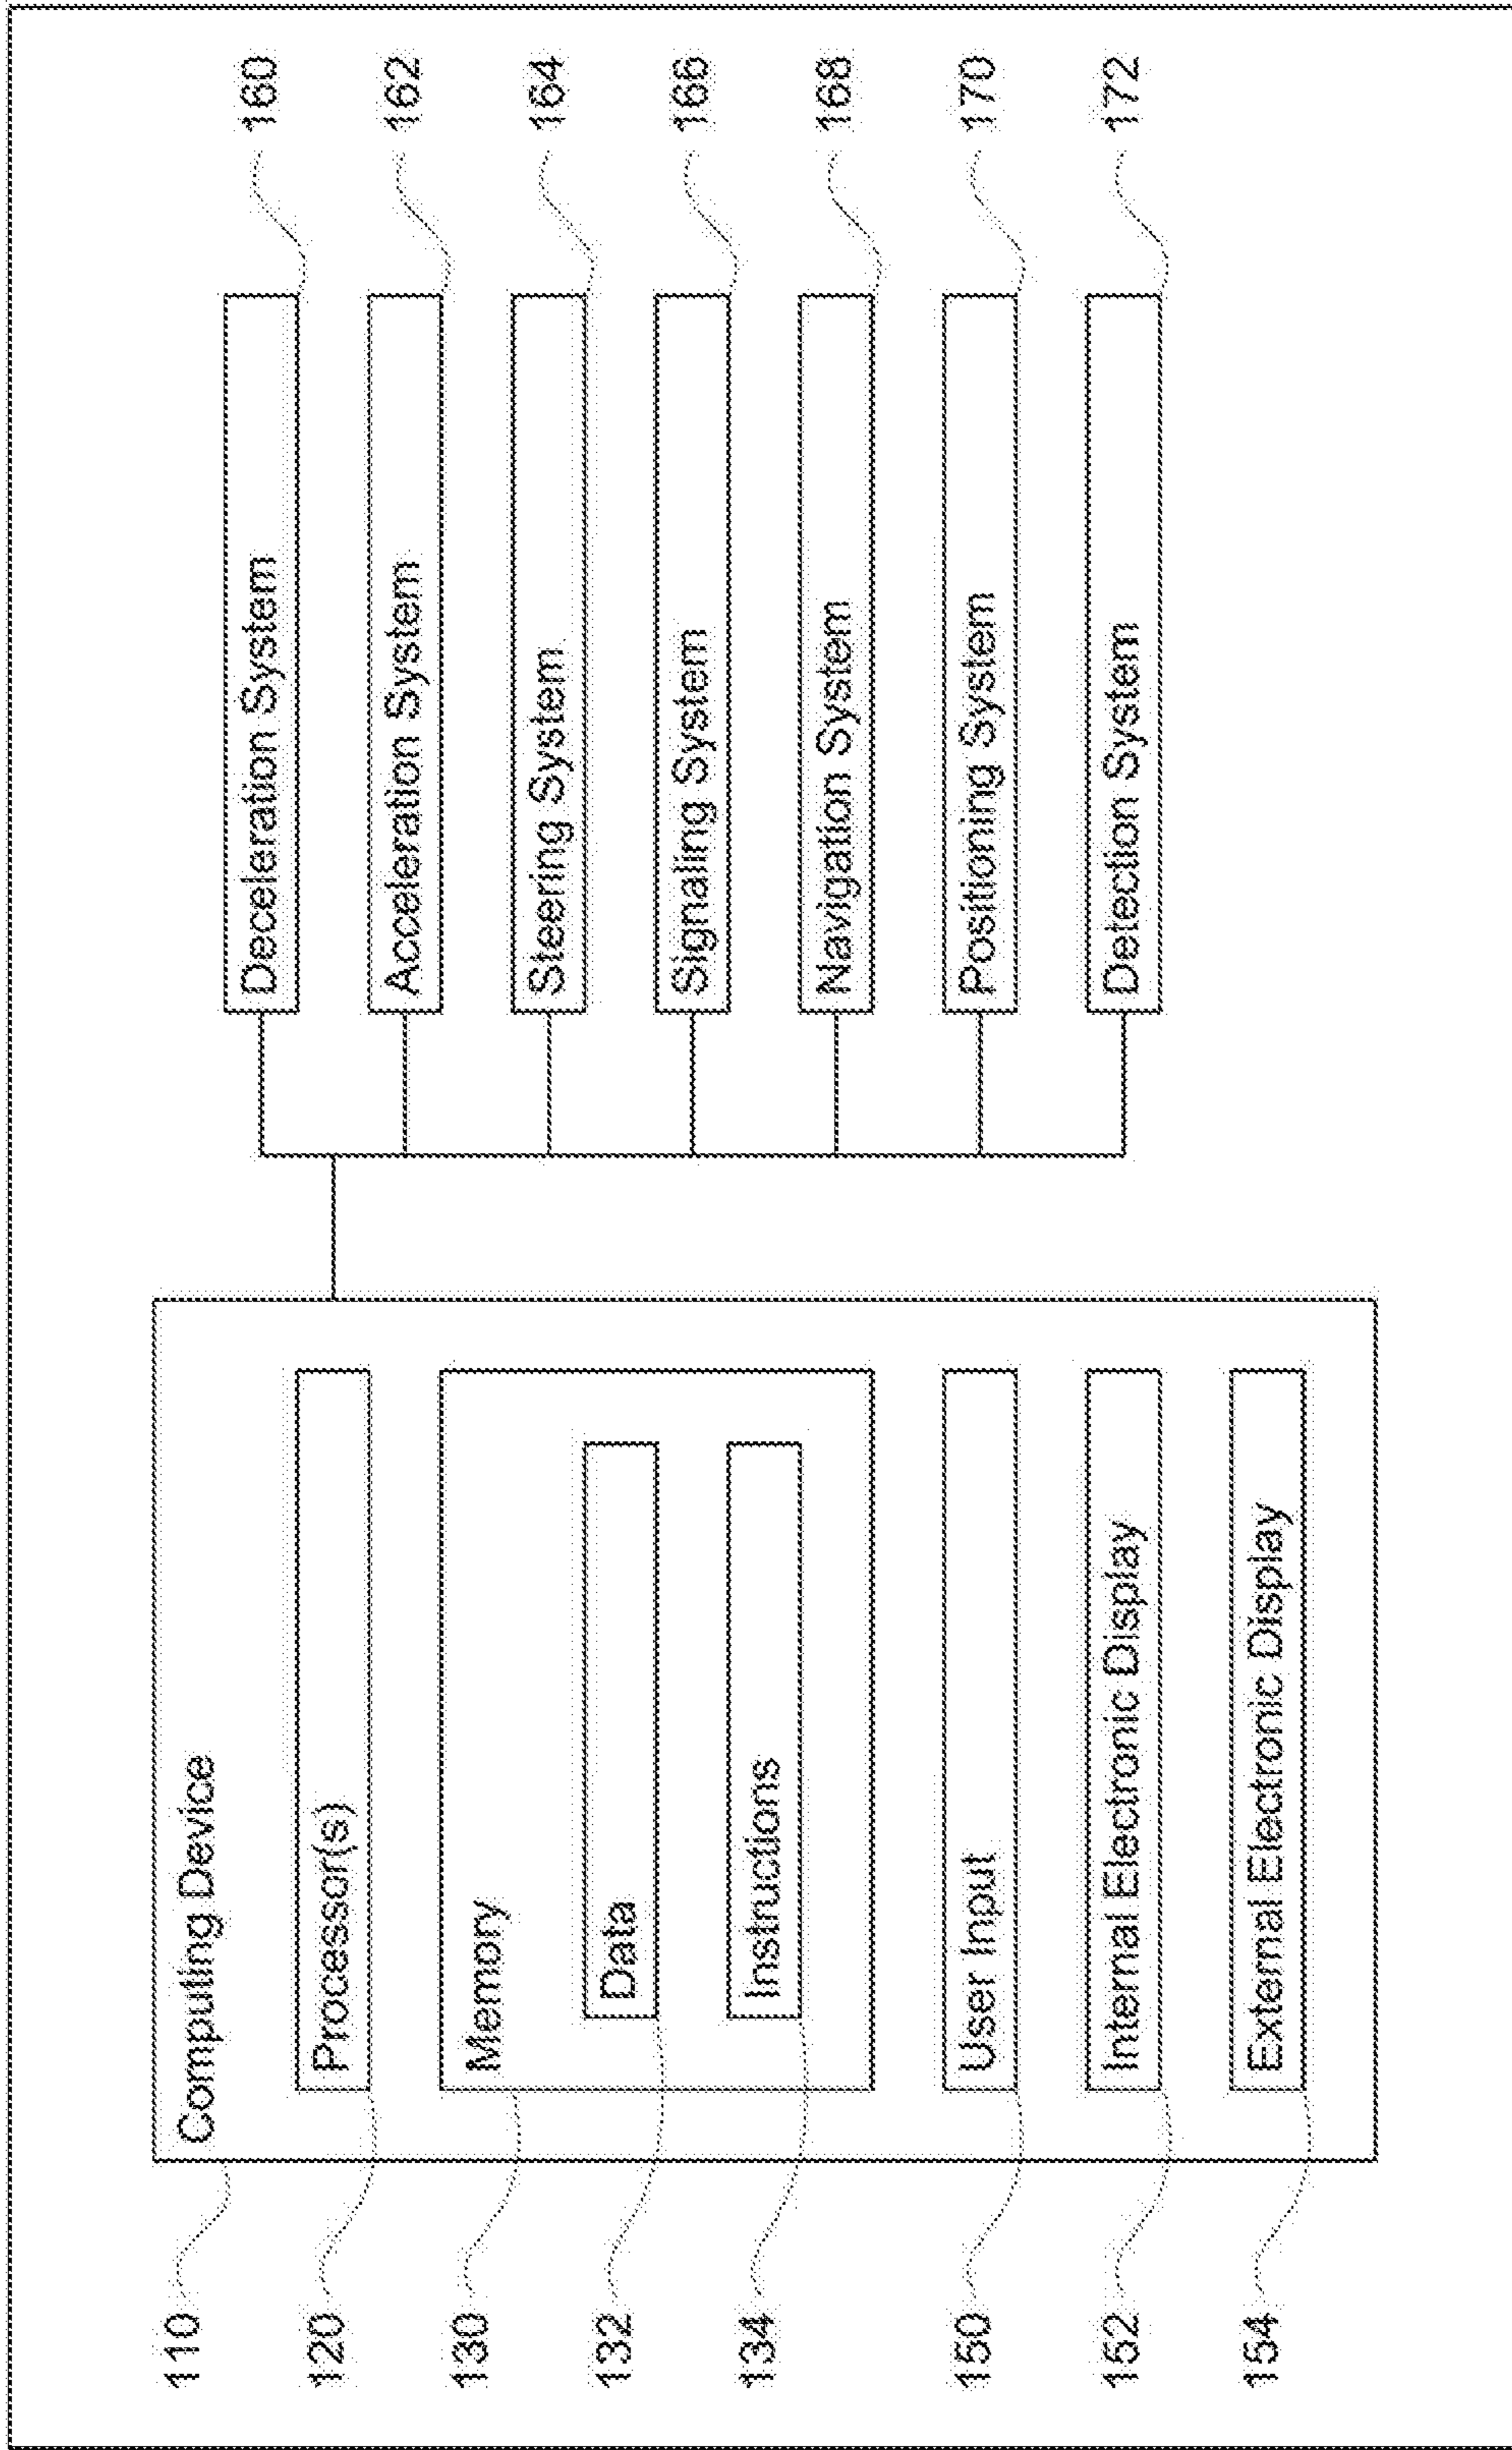 110
Computing Device
120
Processor(s)
130
Memory
132
Data
134
Instructions
150
User Input
152
Internal Electronic Display
154
External Electronic Display
Deceleration System
160
Acceleration System
162
Steering System
164
Signaling System
166
Navigation System
168
Positioning System
170
Detection System
172